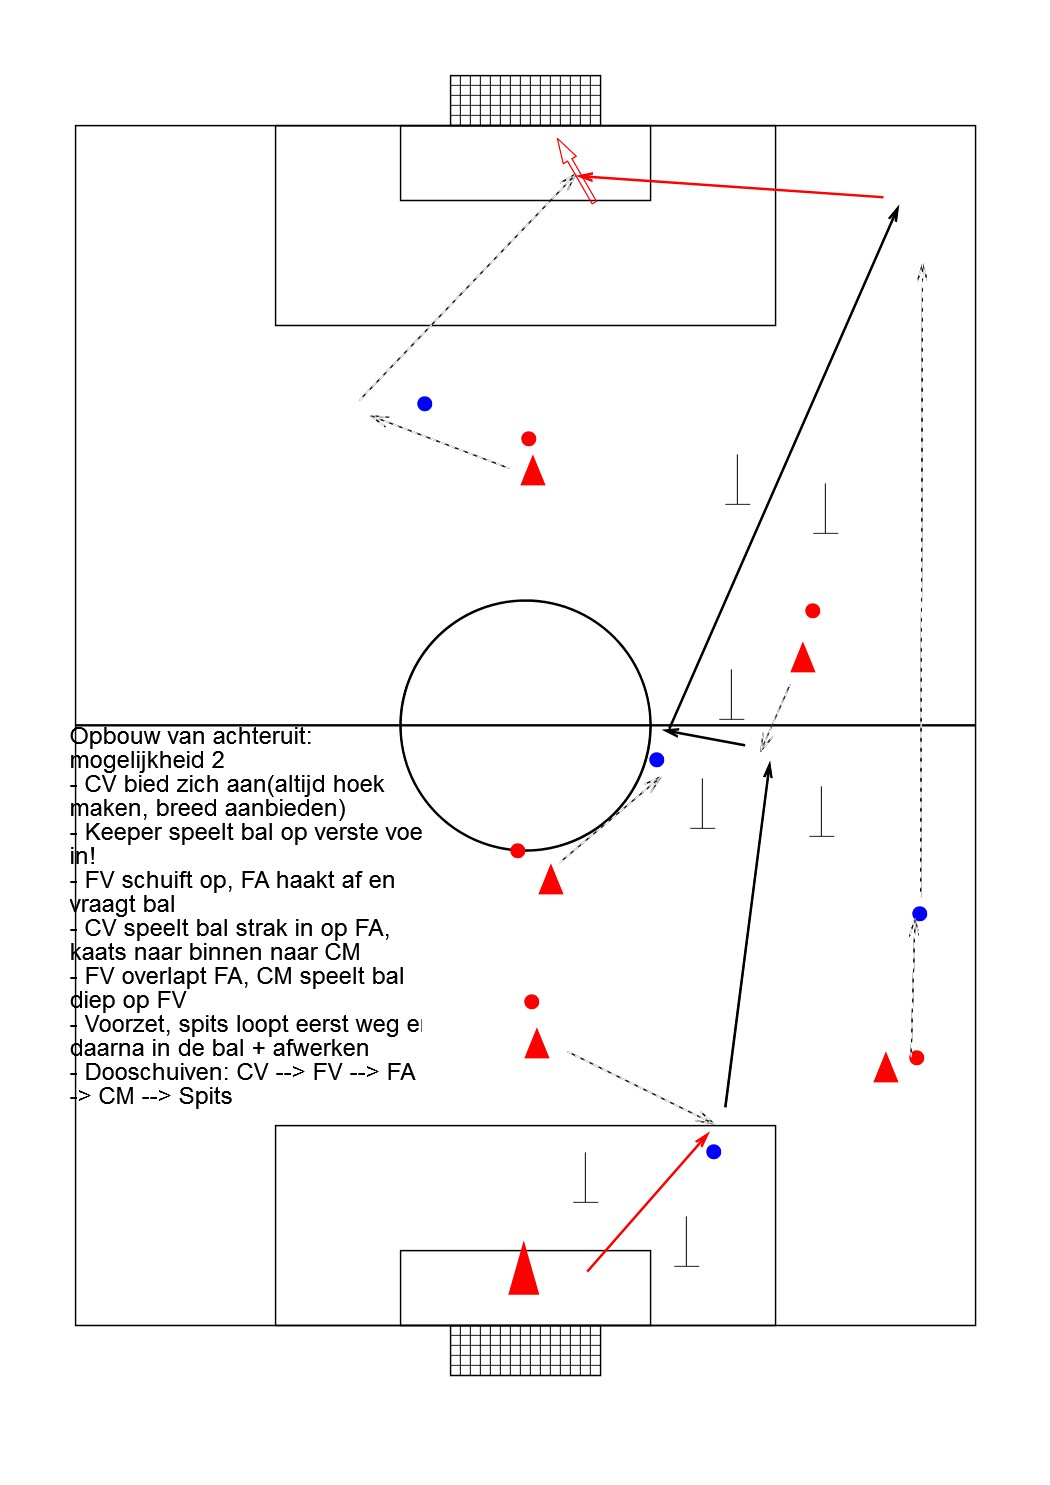 Opbouw van achteruit:
mogelijkheid 2
- CV bied zich aan(altijd hoek
maken, breed aanbieden)
- Keeper speelt bal op verste voe
in!
- FV schuift op, FA haakt af en
vraagt bal
- CV speelt bal strak in op FA,
kaats naar binnen naar CM
- FV overlapt FA, CM speelt bal
diep op FV
- Voorzet, spits loopt eerst weg e
daarna in de bal + afwerken
- Dooschuiven: CV --> FV --> FA
-> CM --> Spits